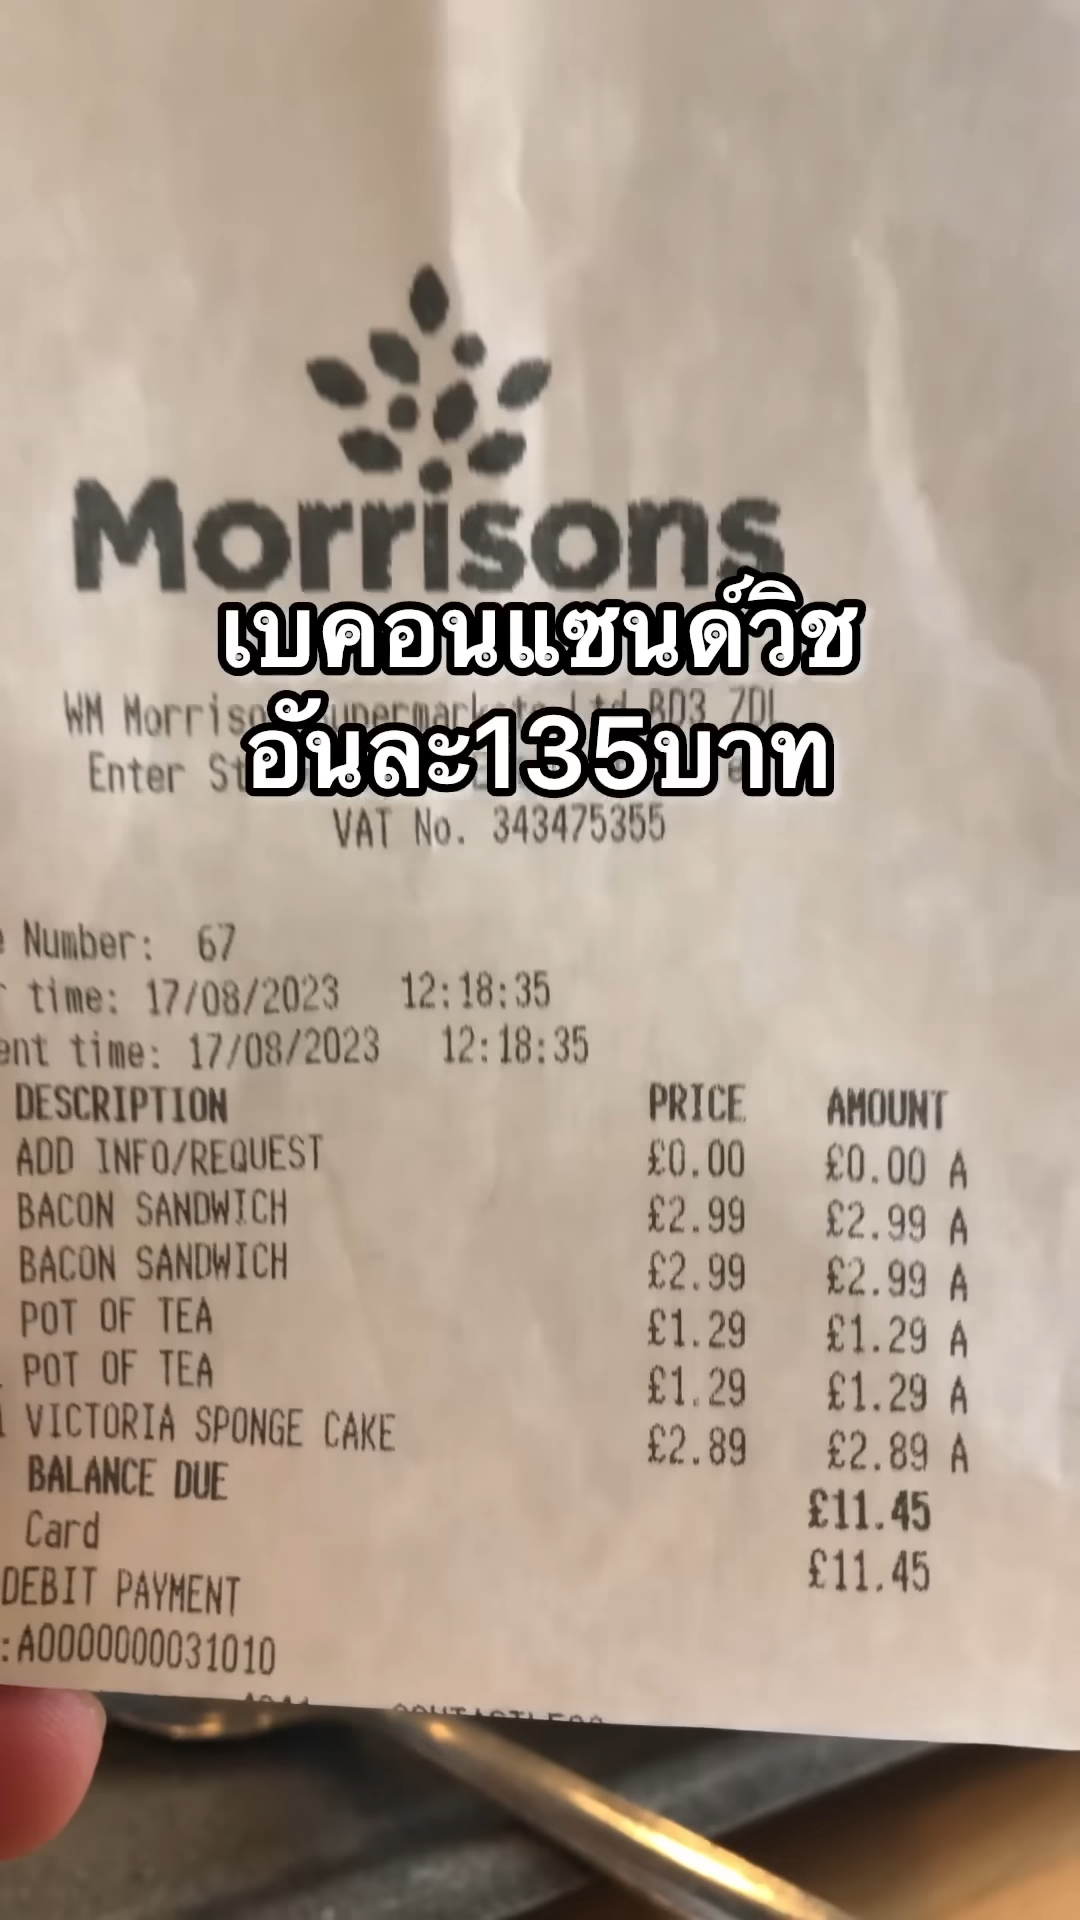 Morrisons
เบคอนแซนด์วิช
อันละ135บาท
WM Morriso Ltd BD3 7DL
Enter St
VAT No. 343475355
Number: 67
time: 17/08/2023 12:18:35
ent time: 17/08/2023 12:18:35
DESCRIPTION PRICE AMOUNT
ADD INFO/REQUEST £0.00 £0.00 A
BACON SANDWICH £2.99 £2.99 A
BACON SANDWICH £2.99 £2.99 A
POT OF TEA £1.29 £1.29 A
POT OF TEA £1.29 £1.29 A
1 VICTORIA SPONGE CAKE £2.89 £2.89 A
BALANCE DUE £11.45
Card £11.45
DEBIT PAYMENT
:A0000000031010